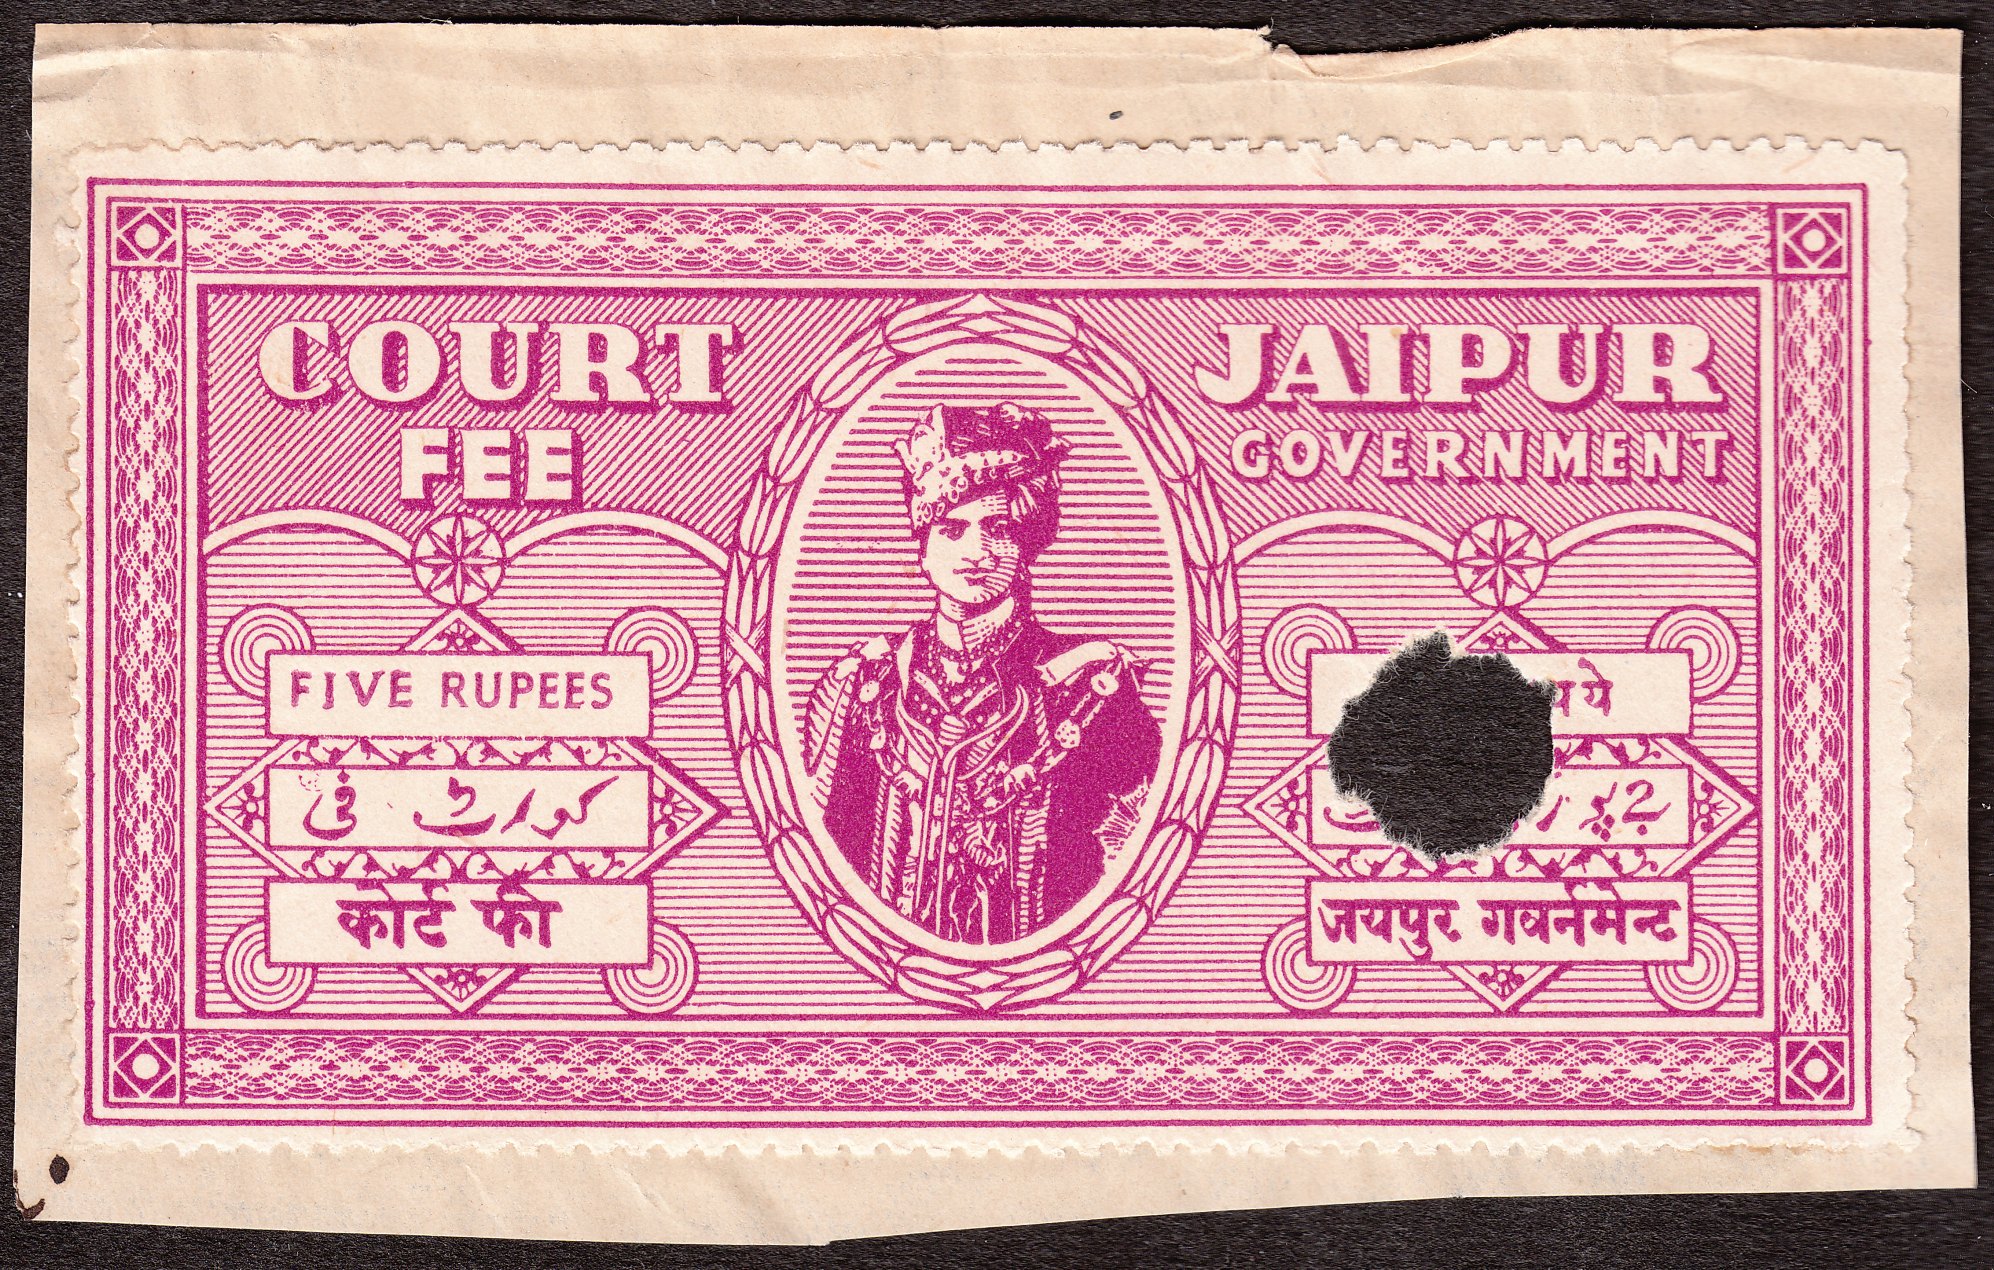 COURT
FEE
JAIPUR
GOVERNMENT
FIVE RUPEES
کورٹ فی
कोर्ट फी
जयपुर गवर्नमेन्ट